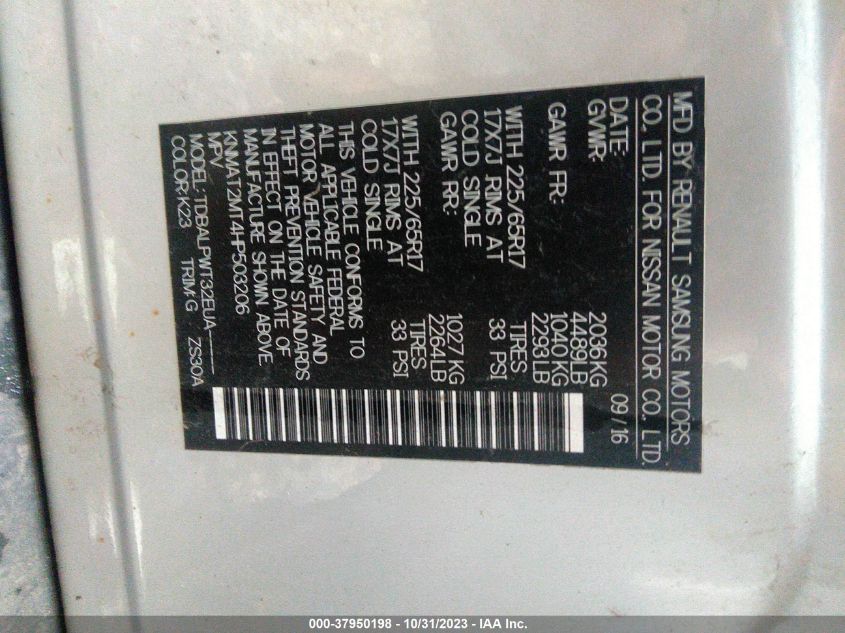 MFD BY RENAULT SAMSUNG MOTORS
CO., LTD. FOR NISSAN MOTOR CO., LTD.
DATE: 09/16
GVWR: 2036KG
4489LB
GAWR FR: 1040KG
2293LB
WITH 225/65R17 TIRES
17X7J RIMS AT 33 PSI
COLD SINGLE
GAWR RR: 1027KG
2264LB
WITH 225/65R17 TIRES
17X7J RIMS AT 33 PSI
COLD SINGLE
THIS VEHICLE CONFORMS TO
ALL APPLICABLE FEDERAL
MOTOR VEHICLE SAFETY AND
THEFT PREVENTION STANDARDS
IN EFFECT ON THE DATE OF
MANUFACTURE SHOWN ABOVE
KNMAT2MT4HP503206
MPV
MODEL: TDBALPWT32EUA
COLOR: K23 TRIM: G ZS30A
000-37950198 - 10/31/2023 - IAA Inc.